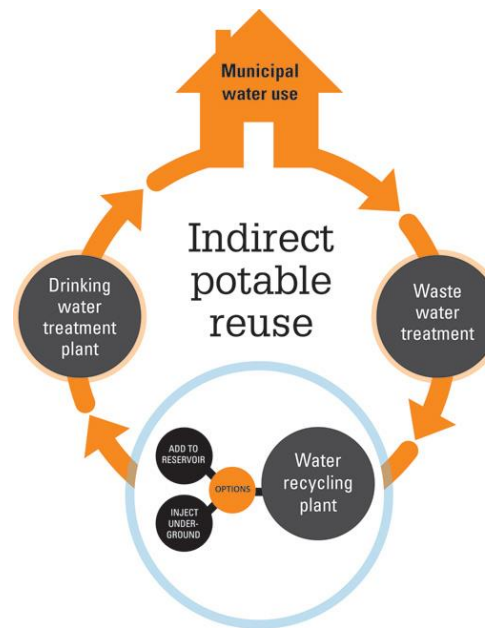 Municipal
water use
Indirect
potable
reuse
Drinking
water
treatment
plant
Waste
water
treatment
ADD TO
RESERVOIR
OPTIONS
INJECT
UNDER-
GROUND
Water
recycling
plant